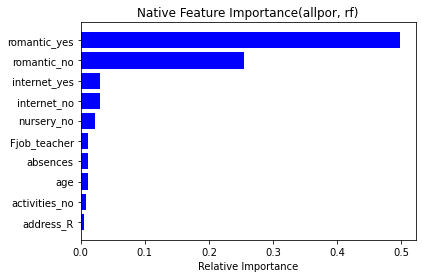 Native Feature Importance(allpor, rf)
romantic_yes
romantic_no
internet_yes
internet_no
nursery_no
Fjob_teacher
absences
age
activities_no
address_R
0.0 0.1 0.2 0.3 0.4 0.5
Relative Importance